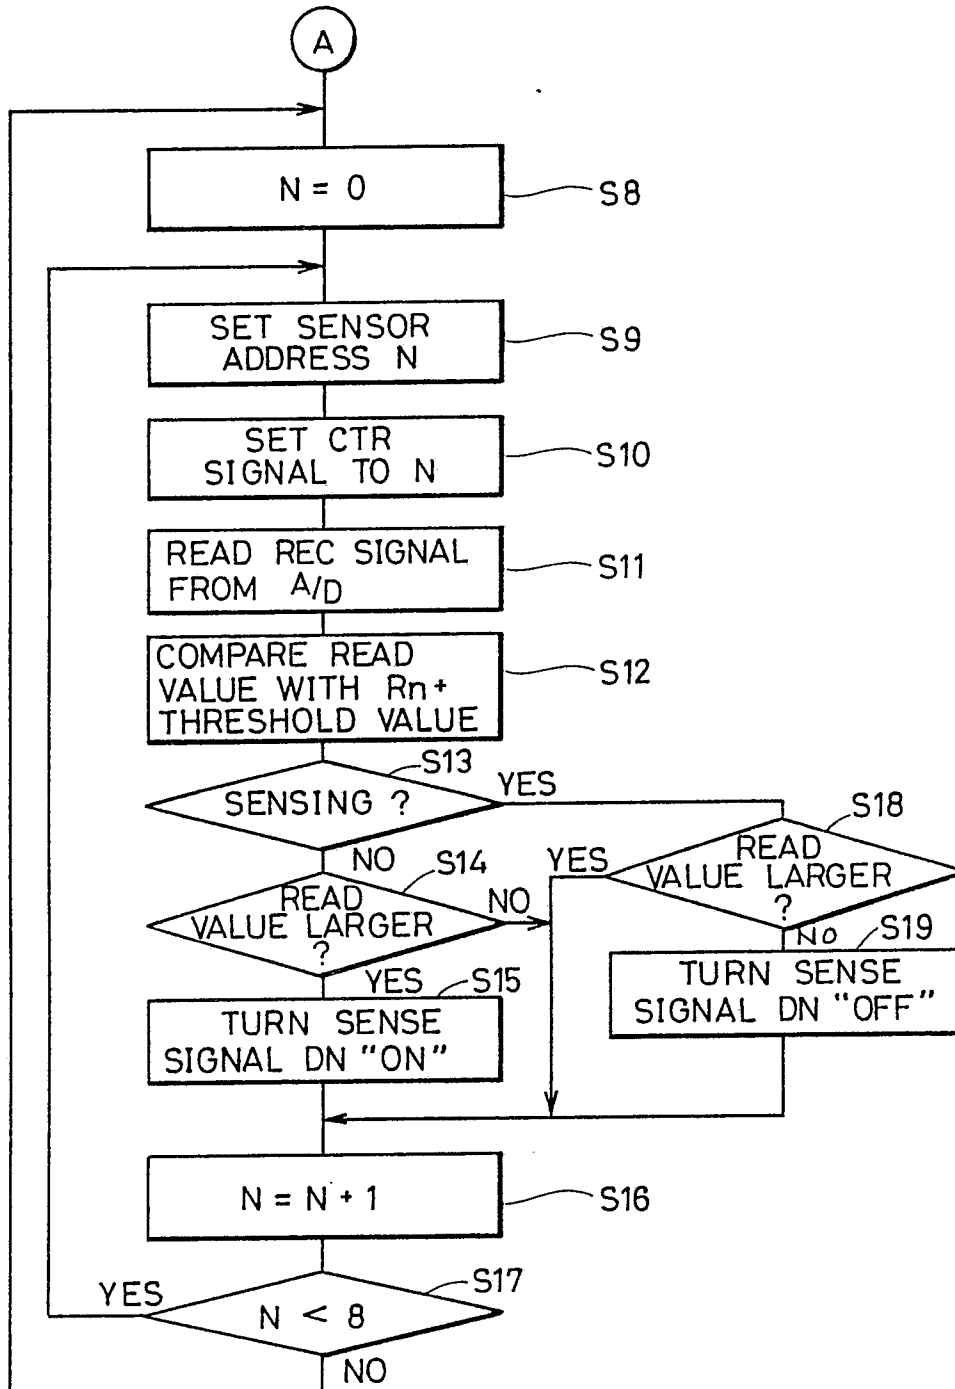 A
N = 0
S8
SET SENSOR
ADDRESS N
S9
SET CTR
SIGNAL TO N
S10
READ REC SIGNAL
FROM A/D
S11
COMPARE READ
VALUE WITH Rn+
THRESHOLD VALUE
S12
S13
SENSING ?
YES
NO
S14
READ
VALUE LARGER
?
NO
YES
S18
READ
VALUE LARGER
?
YES
NO
S19
TURN SENSE
SIGNAL DN "OFF"
S15
TURN SENSE
SIGNAL DN "ON"
N = N + 1
S16
S17
N < 8
YES
NO